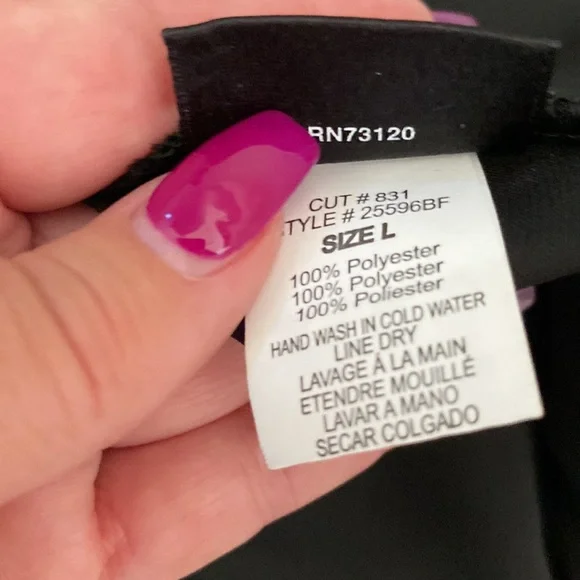 RN73120
CUT # 831
STYLE # 25596BF
SIZE L
100% Polyester
100% Polyester
100% Poliester
HAND WASH IN COLD WATER
LINE DRY
LAVAGE À LA MAIN
ETENDRE MOUILLÉ
LAVAR A MANO
SECAR COLGADO